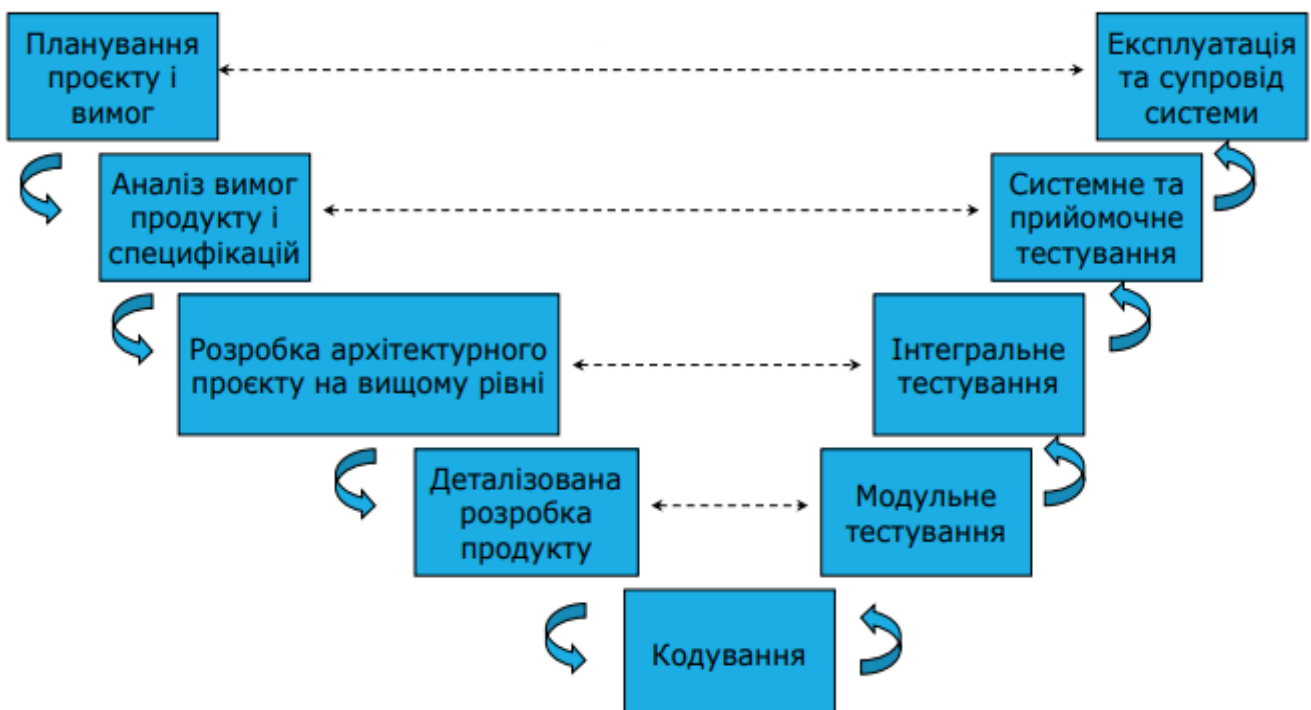 Планування
проєкту і
вимог
Експлуатація
та супровід
системи
Аналіз вимог
продукту і
специфікацій
Системне та
прийомочне
тестування
Розробка архітектурного
проєкту на вищому рівні
Інтегральне
тестування
Деталізована
розробка
продукту
Модульне
тестування
Кодування